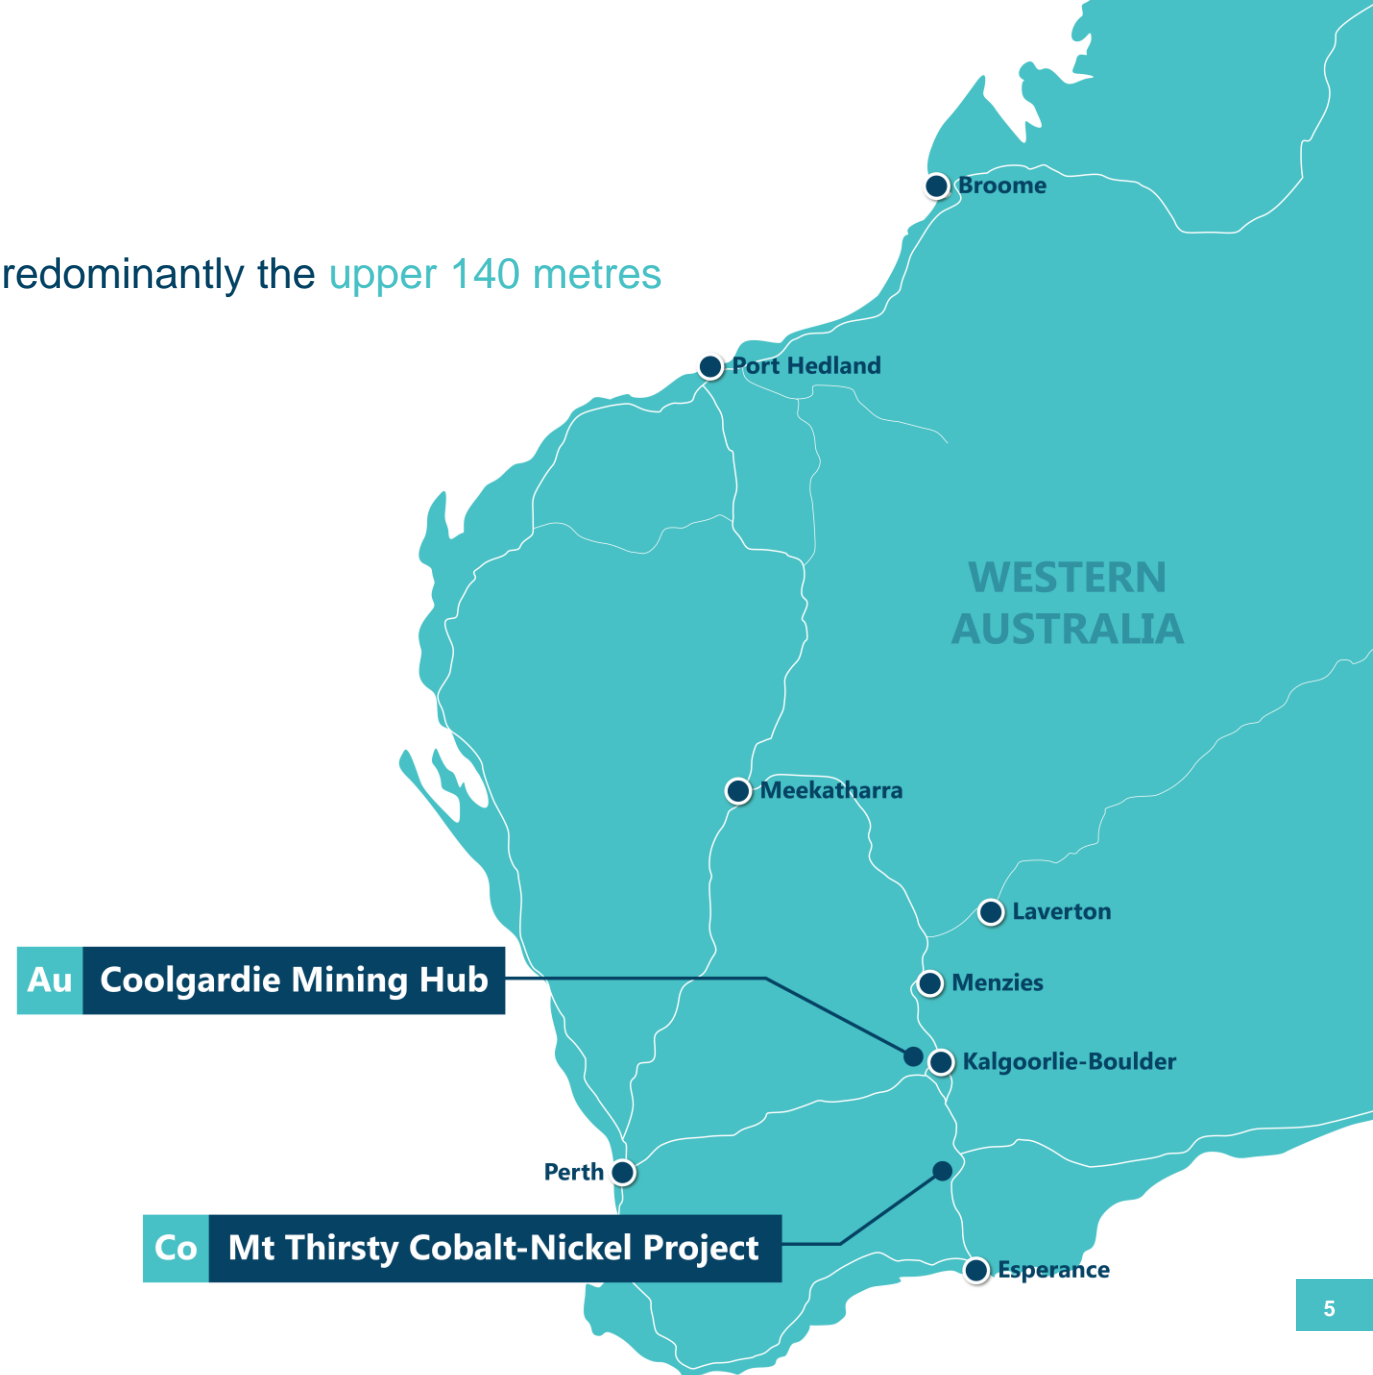 Broome
redominantly the upper 140 metres
Port Hedland
WESTERN
AUSTRALIA
Meekatharra
Laverton
Au Coolgardie Mining Hub
Menzies
Kalgoorlie-Boulder
Perth
Co Mt Thirsty Cobalt-Nickel Project
Esperance
5